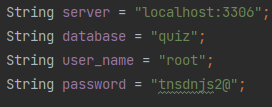 String server = "localhost:3306";
String database = "quiz";
String user_name = "root";
String password = "tnsdnjs2@";